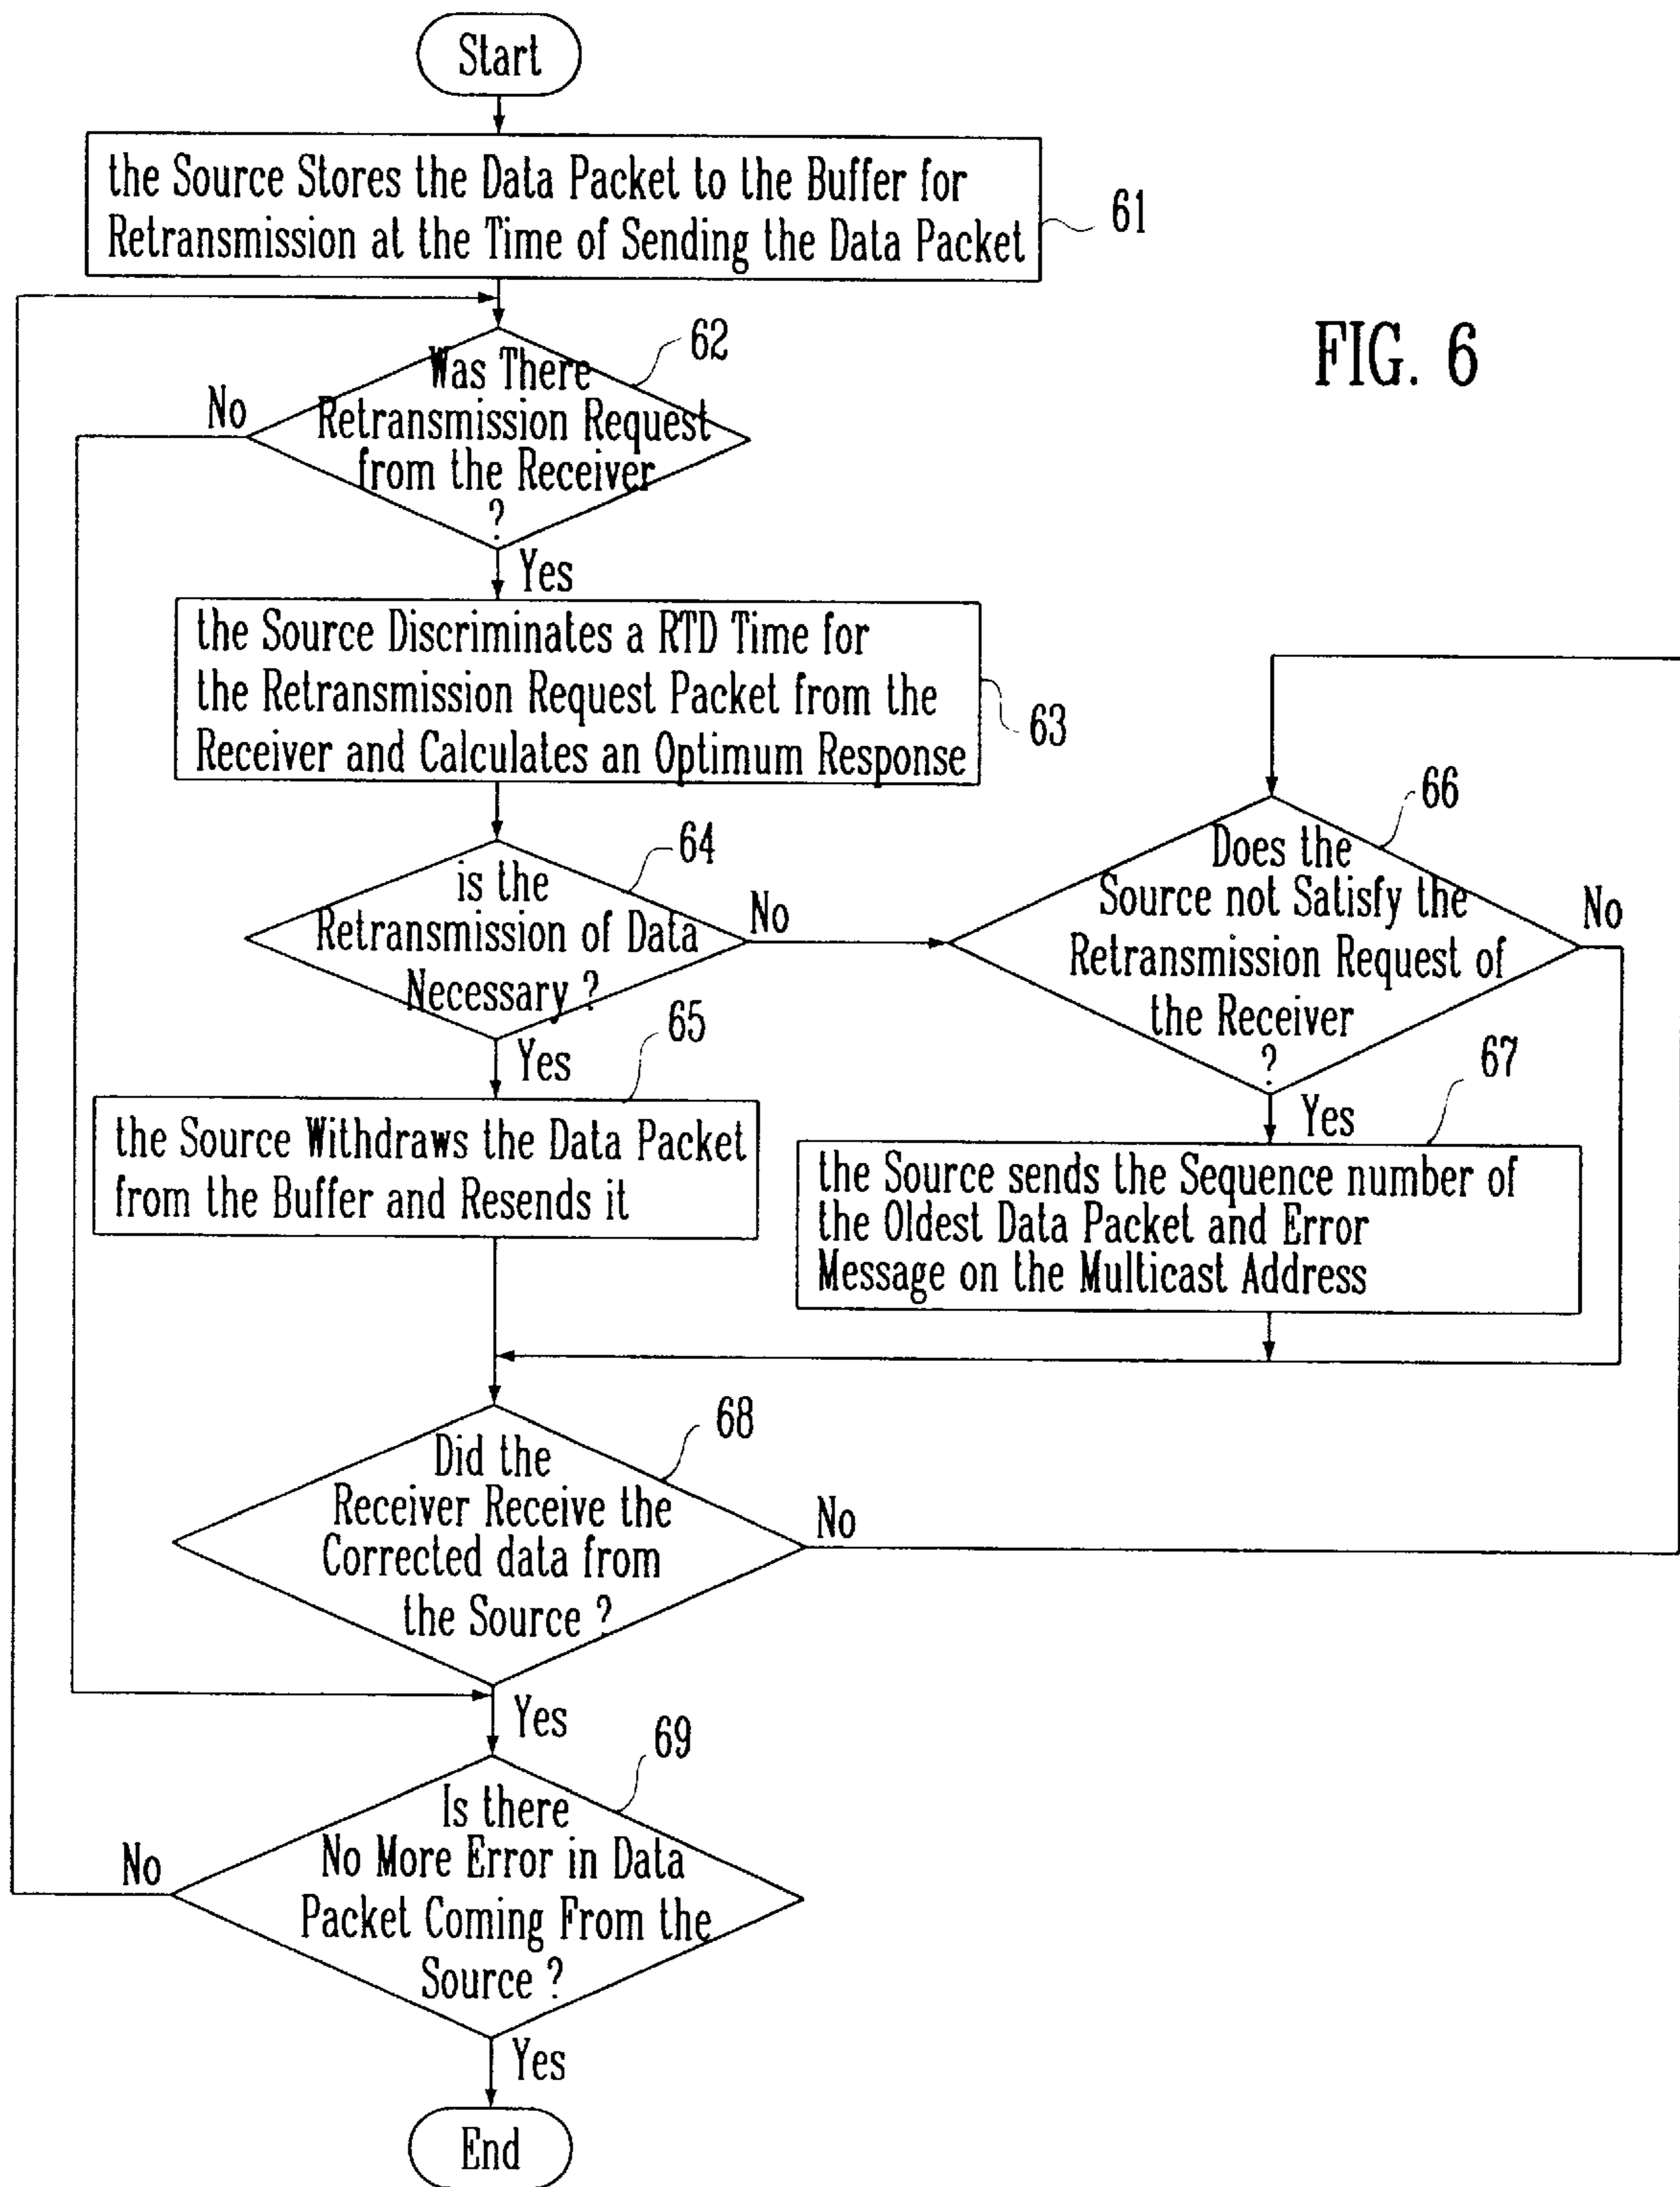 Start
the Source Stores the Data Packet to the Buffer for
Retransmission at the Time of Sending the Data Packet
61
FIG. 6
62
Was There
Retransmission Request
from the Receiver
?
No
Yes
the Source Discriminates a RTD Time for
the Retransmission Request Packet from the
Receiver and Calculates an Optimum Response
63
64
is the
Retransmission of Data
Necessary ?
No
Yes
66
Does the
Source not Satisfy the
Retransmission Request of
the Receiver
?
No
Yes
65
the Source Withdraws the Data Packet
from the Buffer and Resends it
67
the Source sends the Sequence number of
the Oldest Data Packet and Error
Message on the Multicast Address
68
Did the
Receiver Receive the
Corrected data from
the Source ?
No
Yes
69
Is there
No More Error in Data
Packet Coming From the
Source ?
No
Yes
End